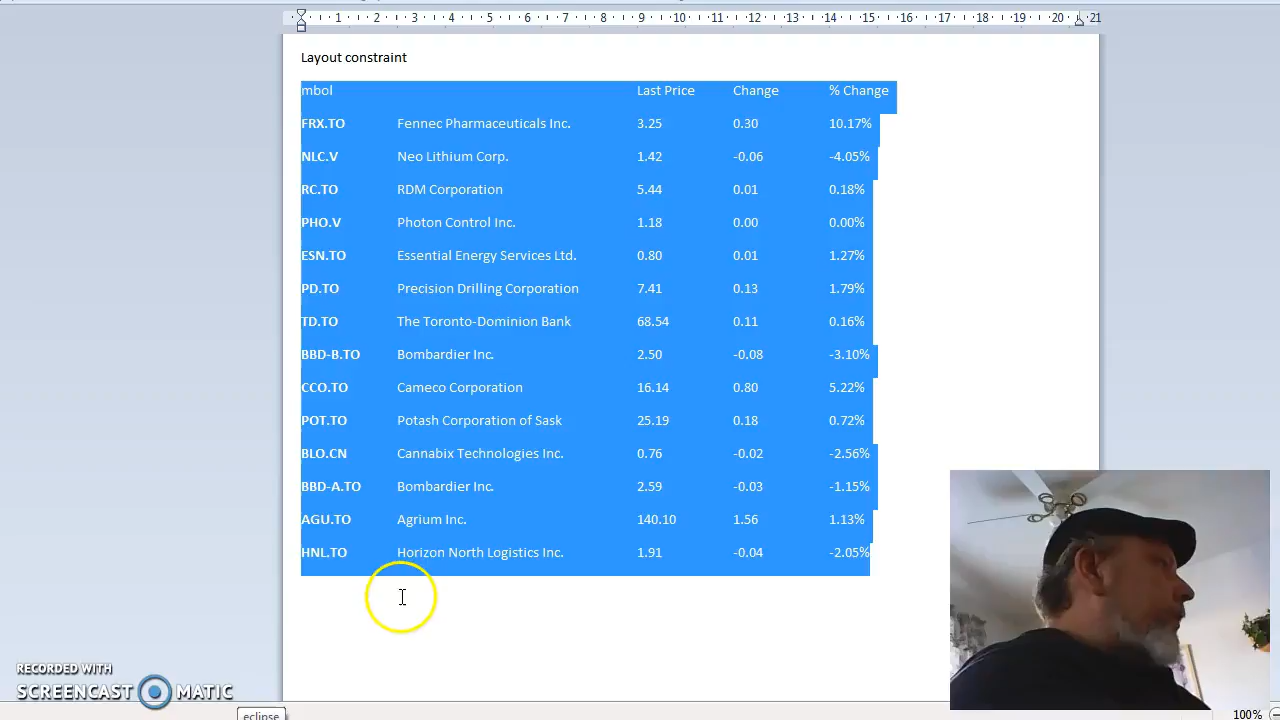 1 2 3 4 5 6 7 8 9 10 11 12 13 14 15 16 17 18 19 20 21
Layout constraint
mbol Last Price Change % Change
FRX.TO Fennec Pharmaceuticals Inc. 3.25 0.30 10.17%
NLC.V Neo Lithium Corp. 1.42 -0.06 -4.05%
RC.TO RDM Corporation 5.44 0.01 0.18%
PHO.V Photon Control Inc. 1.18 0.00 0.00%
ESN.TO Essential Energy Services Ltd. 0.80 0.01 1.27%
PD.TO Precision Drilling Corporation 7.41 0.13 1.79%
TD.TO The Toronto-Dominion Bank 68.54 0.11 0.16%
BBD-B.TO Bombardier Inc. 2.50 -0.08 -3.10%
CCO.TO Cameco Corporation 16.14 0.80 5.22%
POT.TO Potash Corporation of Sask 25.19 0.18 0.72%
BLO.CN Cannabix Technologies Inc. 0.76 -0.02 -2.56%
BBD-A.TO Bombardier Inc. 2.59 -0.03 -1.15%
AGU.TO Agrium Inc. 140.10 1.56 1.13%
HNL.TO Horizon North Logistics Inc. 1.91 -0.04 -2.05%
RECORDED WITH
SCREENCAST MATIC
eclipse
100%